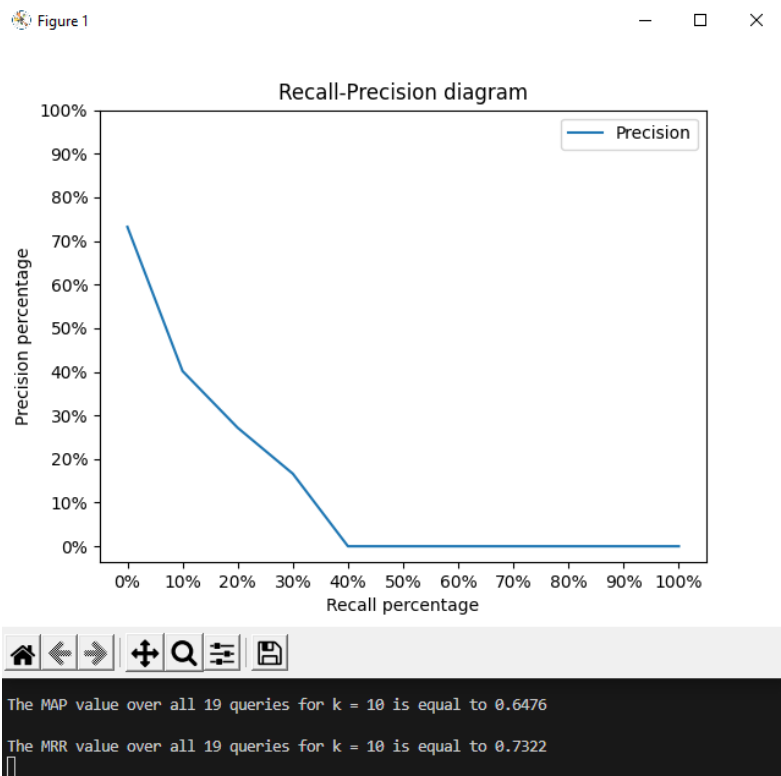 Figure 1
Recall-Precision diagram
100%
Precision
90%
80%
70%
60%
50%
40%
30%
20%
10%
0%
Precision percentage
0% 10% 20% 30% 40% 50% 60% 70% 80% 90% 100%
Recall percentage
The MAP value over all 19 queries for k = 10 is equal to 0.6476
The MRR value over all 19 queries for k = 10 is equal to 0.7322